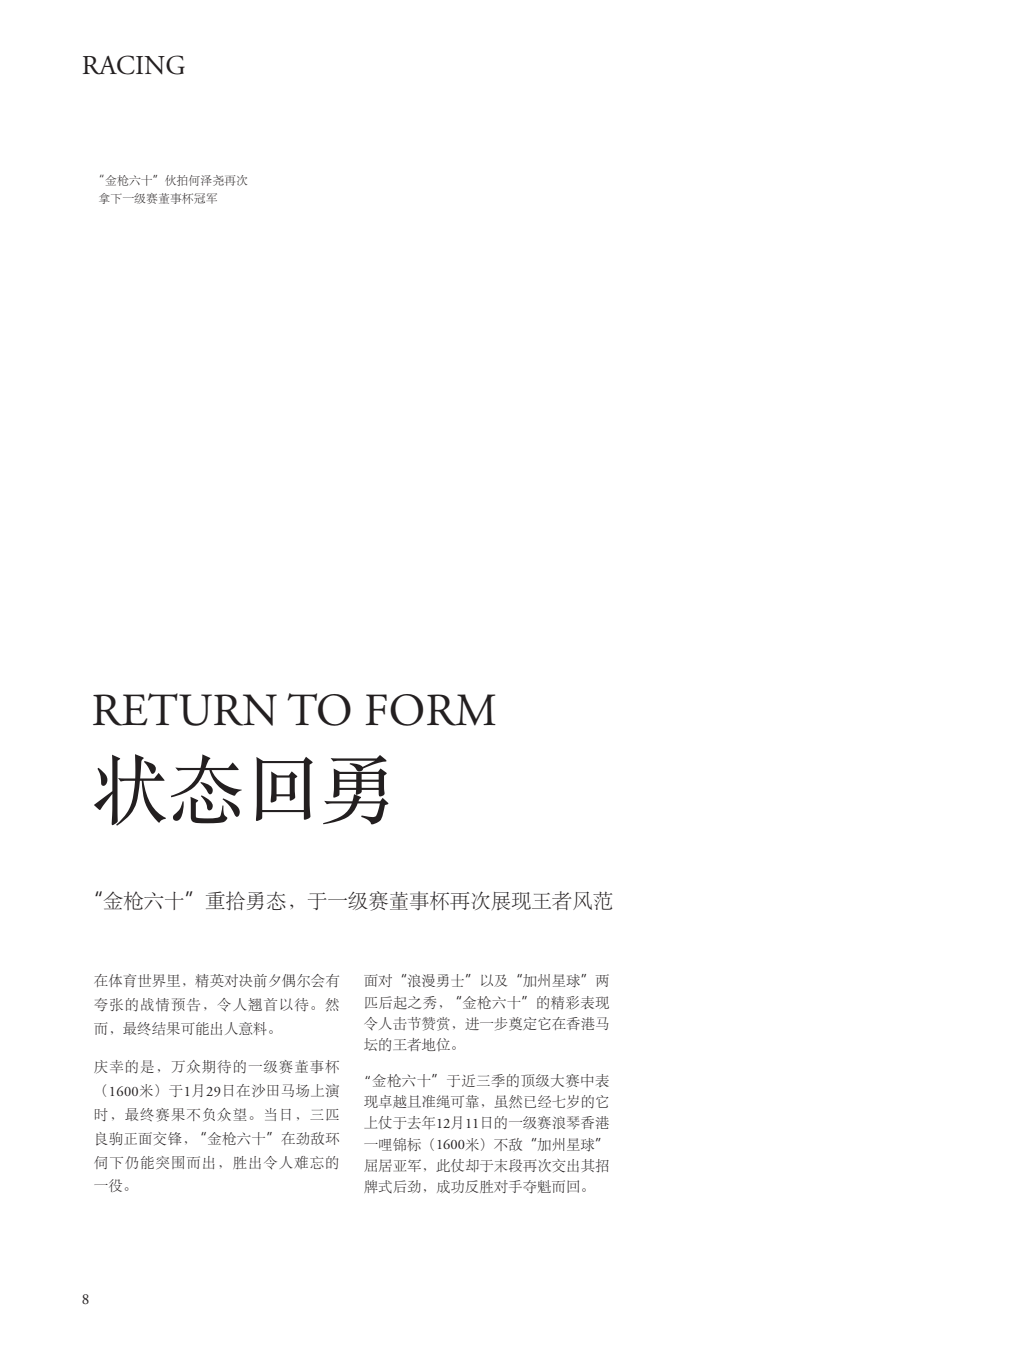 RACING
“金枪六十”伙拍何泽尧再次
拿下一级赛董事杯冠军
RETURN TO FORM
状态回勇
“金枪六十”重拾勇态，于一级赛董事杯再次展现王者风范
在体育世界里，精英对决前夕偶尔会有
夸张的战情预告，令人翘首以待。然
而，最终结果可能出人意料。
庆幸的是，万众期待的一级赛董事杯
（1600米）于1月29日在沙田马场上演
时，最终赛果不负众望。当日，三匹
良驹正面交锋，“金枪六十”在劲敌环
伺下仍能突围而出，胜出令人难忘的
一役。
面对“浪漫勇士”以及“加州星球”两
匹后起之秀，“金枪六十”的精彩表现
令人击节赞赏，进一步奠定它在香港马
坛的王者地位。
“金枪六十”于近三季的顶级大赛中表
现卓越且准绳可靠，虽然已经七岁的它
上仗于去年12月11日的一级赛浪琴香港
一哩锦标（1600米）不敌“加州星球”
屈居亚军，此仗却于末段再次交出其招
牌式后劲，成功反胜对手夺魁而回。
8